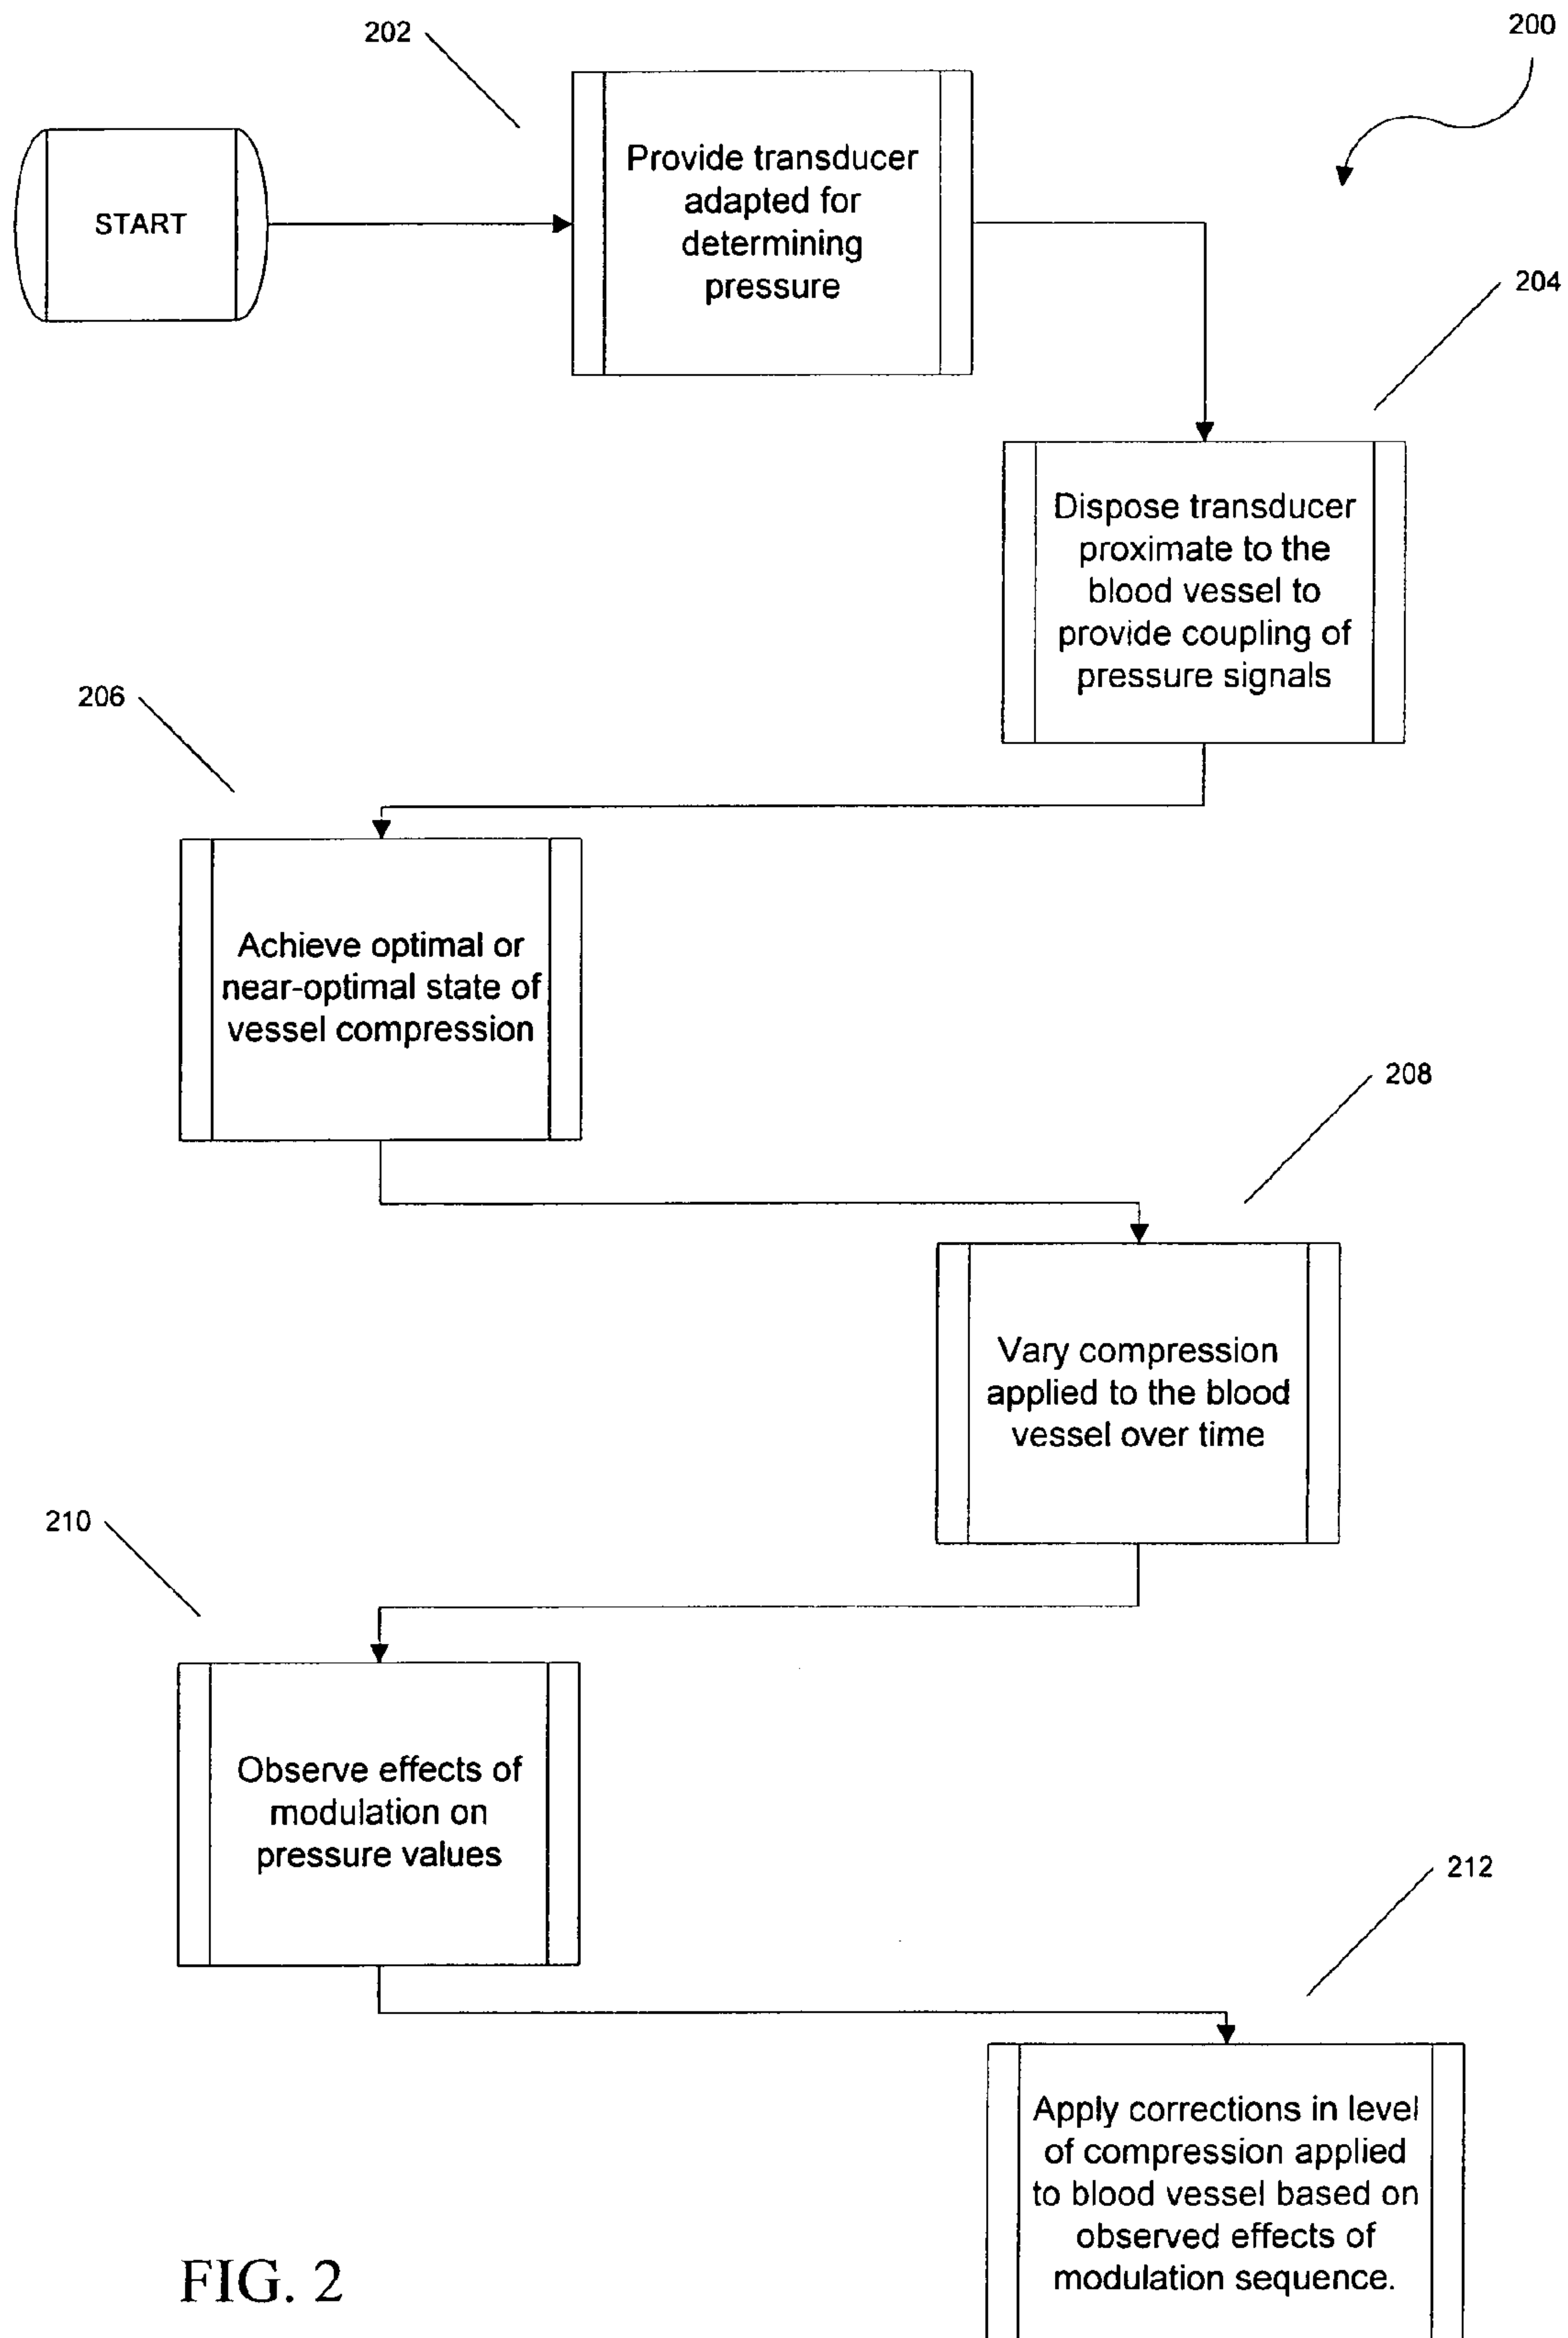 202
200
START
Provide transducer
adapted for
determining
pressure
204
Dispose transducer
proximate to the
blood vessel to
provide coupling of
pressure signals
206
Achieve optimal or
near-optimal state of
vessel compression
208
Vary compression
applied to the blood
vessel over time
210
Observe effects of
modulation on
pressure values
212
Apply corrections in level
of compression applied
to blood vessel based on
observed effects of
modulation sequence.
FIG. 2